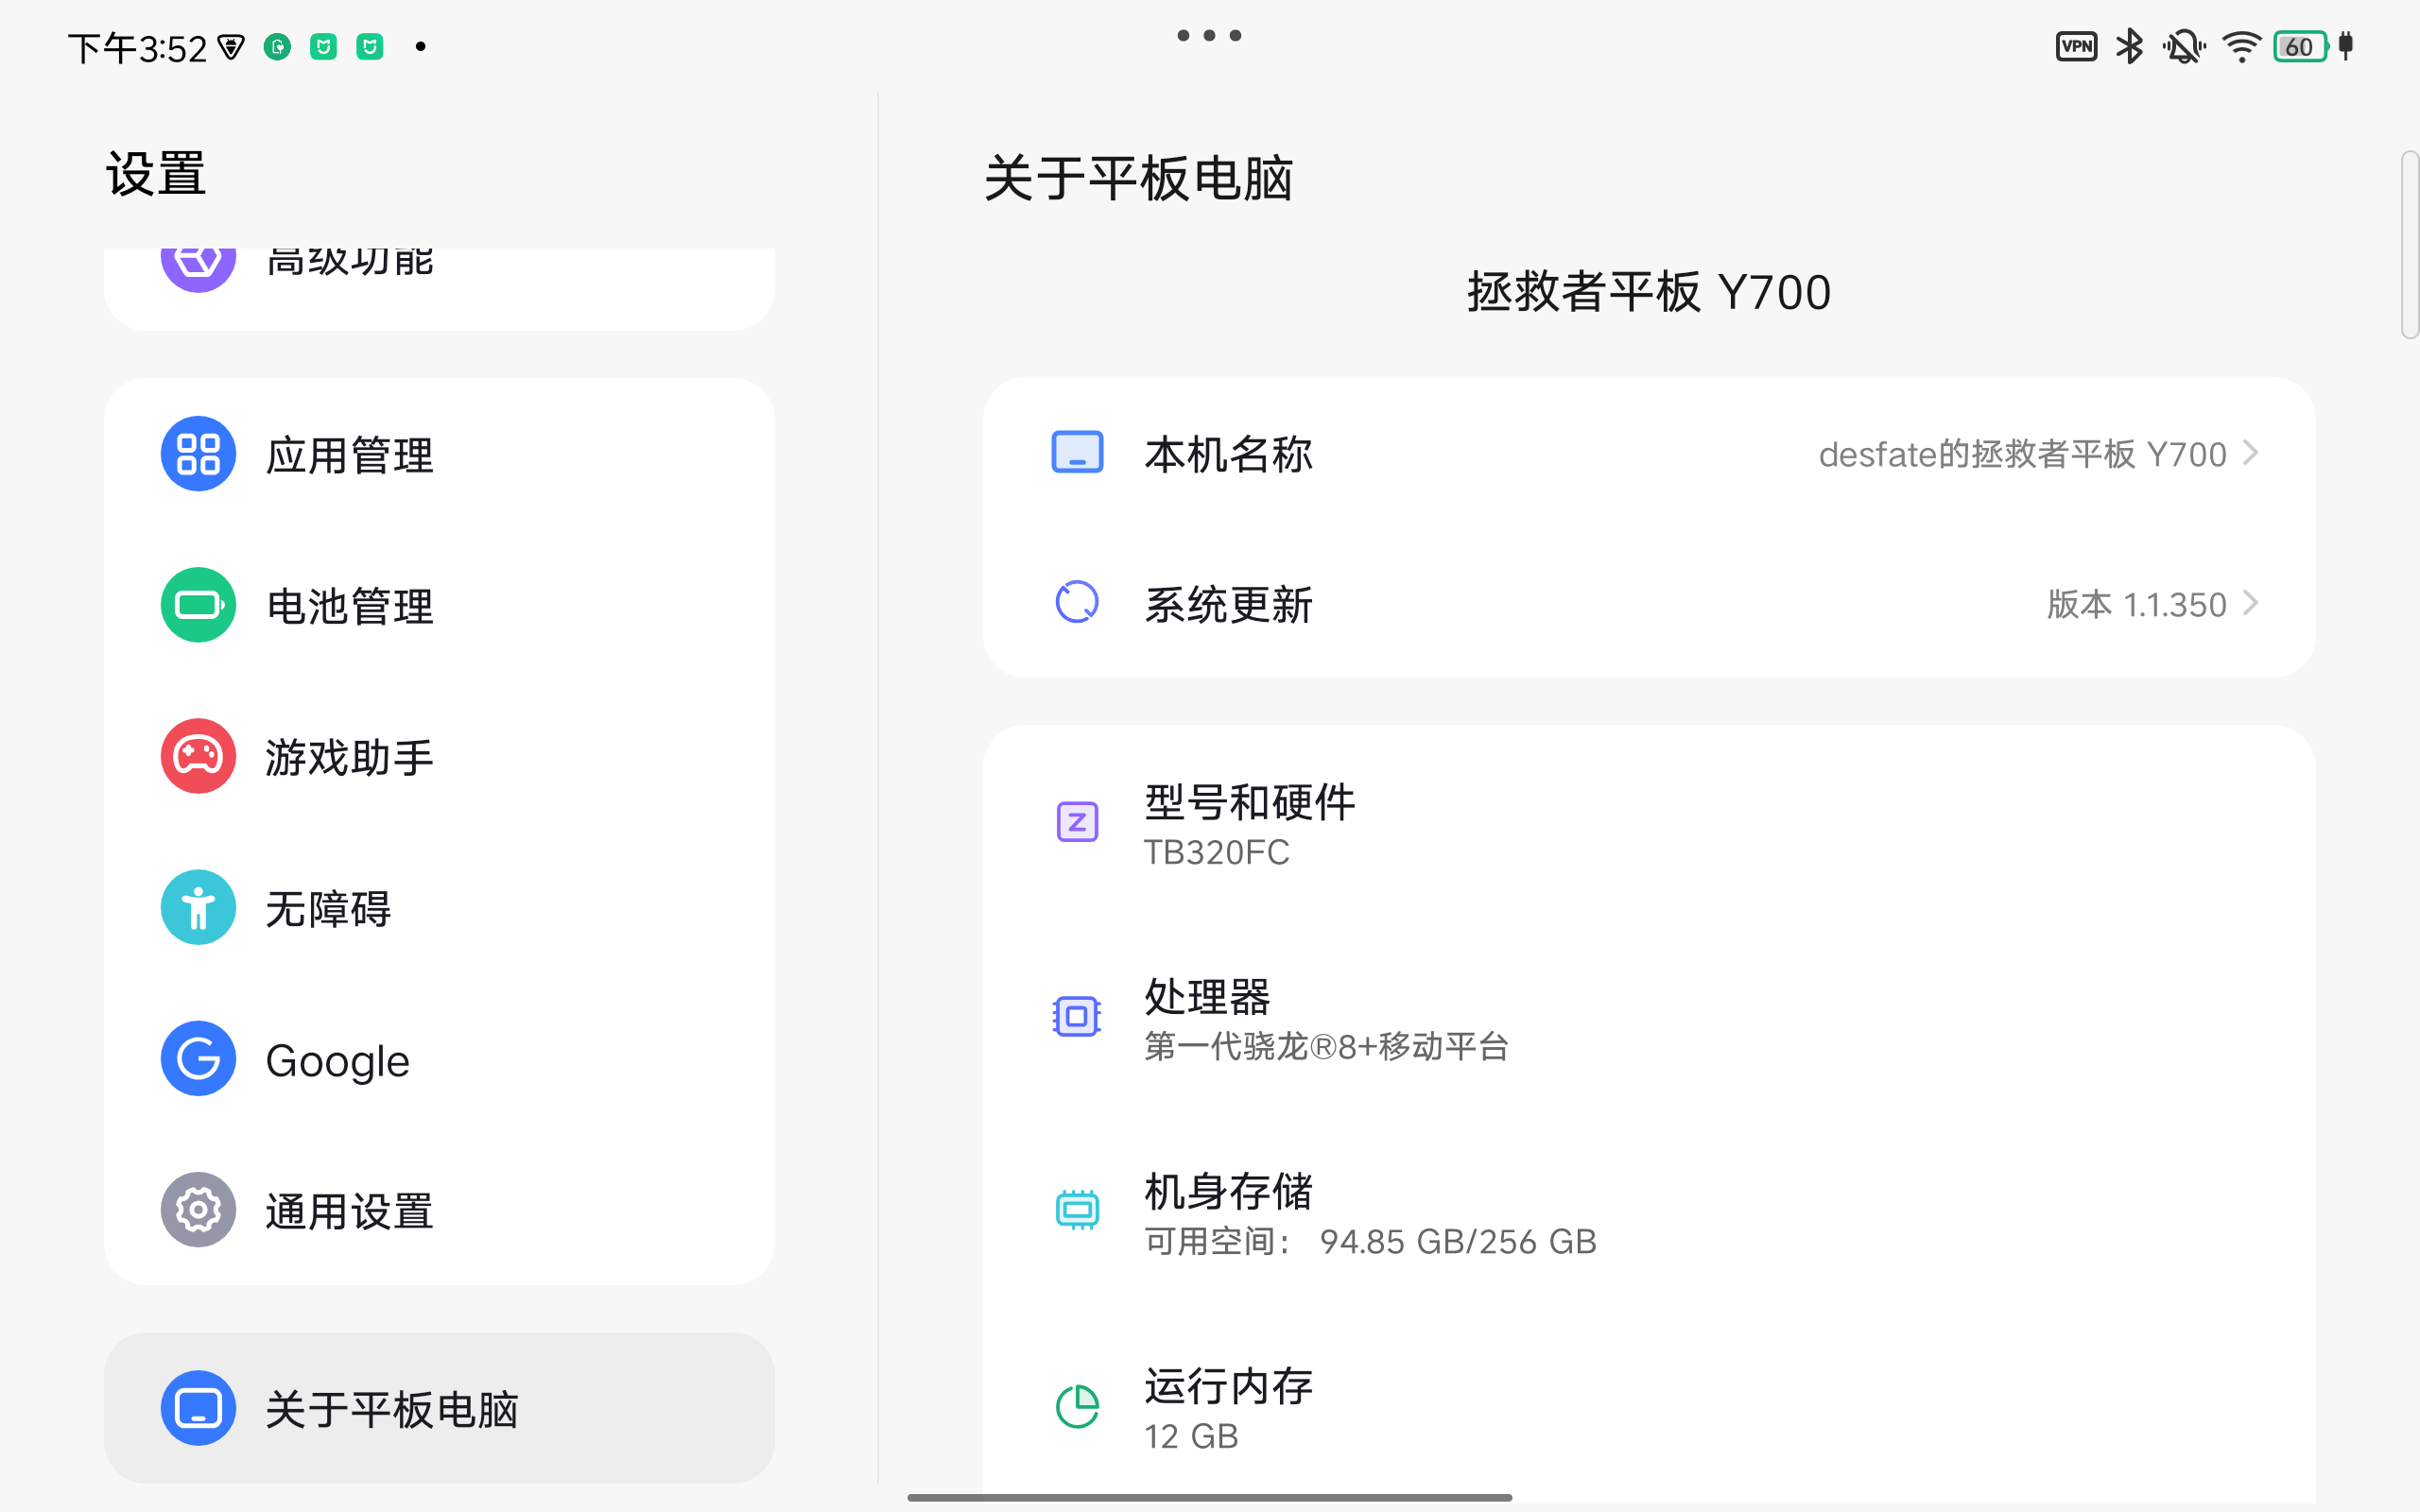 下午3:52
VPN
60
设置
高级功能
应用管理
电池管理
游戏助手
无障碍
Google
通用设置
关于平板电脑
关于平板电脑
拯救者平板 Y700
本机名称
desfate的拯救者平板 Y700
系统更新
版本 1.1.350
型号和硬件
TB320FC
处理器
第一代骁龙®8+移动平台
机身存储
可用空间： 94.85 GB/256 GB
运行内存
12 GB